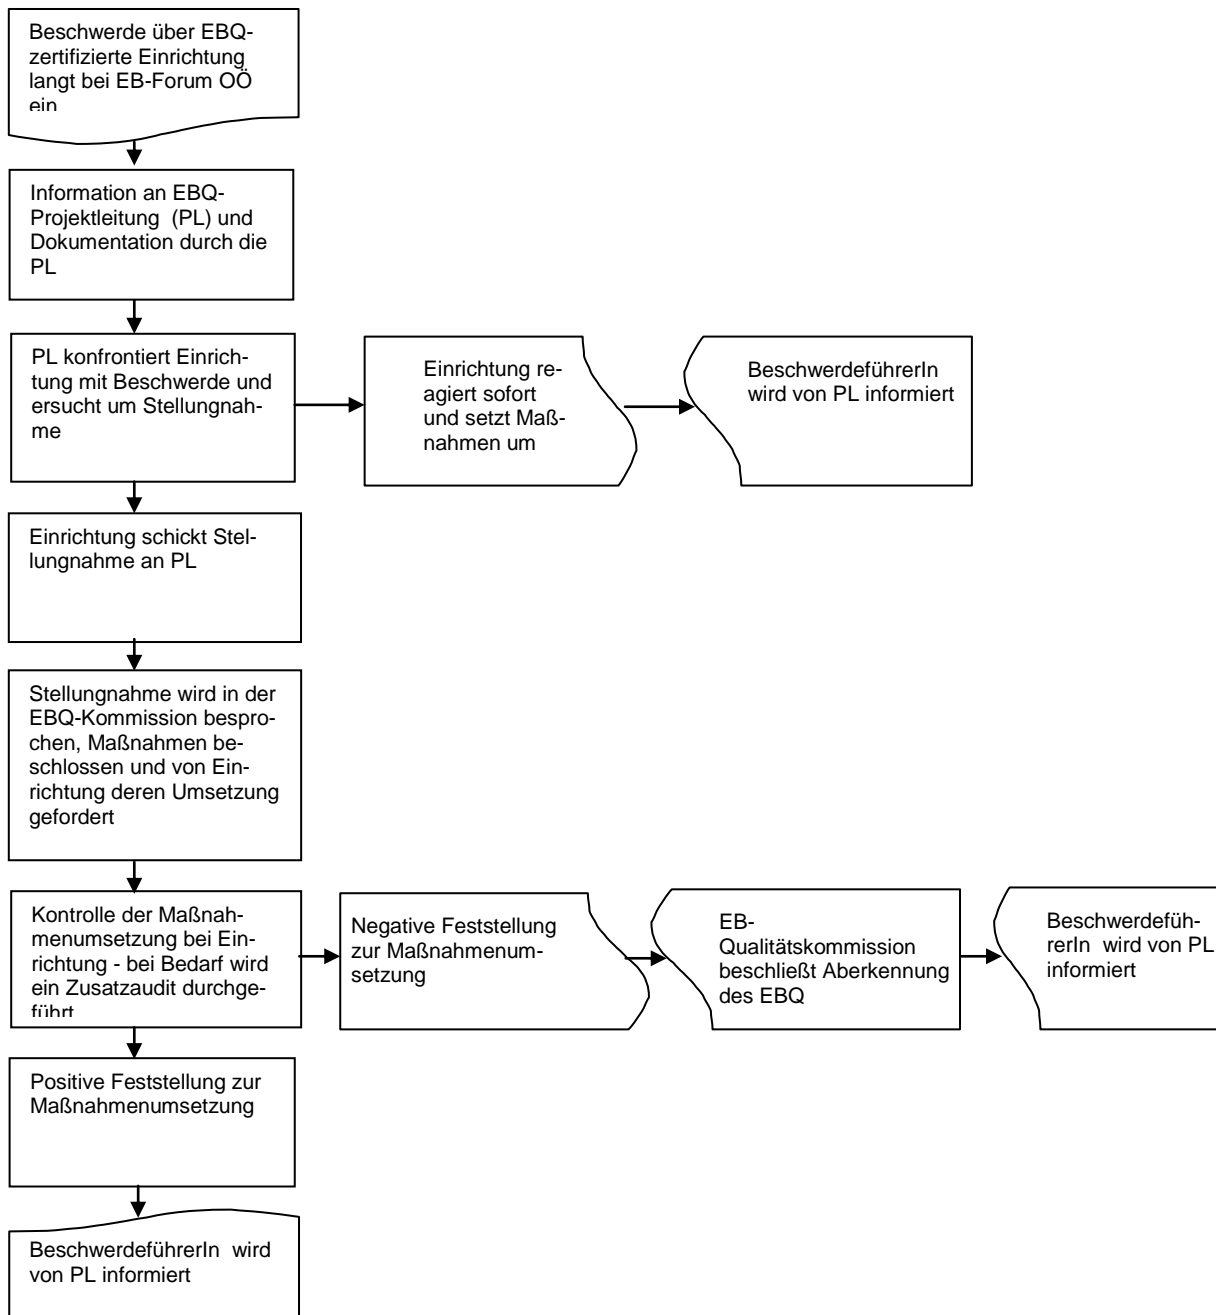 Beschwerde über EBQ-
zertifizierte Einrichtung
langt bei EB-Forum OÖ
ein
Information an EBQ-
Projektleitung (PL) und
Dokumentation durch die
PL
PL konfrontiert Einrich-
tung mit Beschwerde und
ersucht um Stellungnah-
me
Einrichtung re-
agiert sofort
und setzt Maß-
nahmen um
BeschwerdeführerIn
wird von PL informiert
Einrichtung schickt Stel-
lungnahme an PL
Stellungnahme wird in der
EBQ-Kommission bespro-
chen, Maßnahmen be-
schlossen und von Ein-
richtung deren Umsetzung
gefordert
Kontrolle der Maßnah-
menumsetzung bei Ein-
richtung - bei Bedarf wird
ein Zusatzaudit durchge-
führt
Negative Feststellung
zur Maßnahmenum-
setzung
EB-
Qualitätskommission
beschließt Aberkennung
des EBQ
Beschwerdefüh-
rerIn wird von PL
informiert
Positive Feststellung zur
Maßnahmenumsetzung
BeschwerdeführerIn wird
von PL informiert